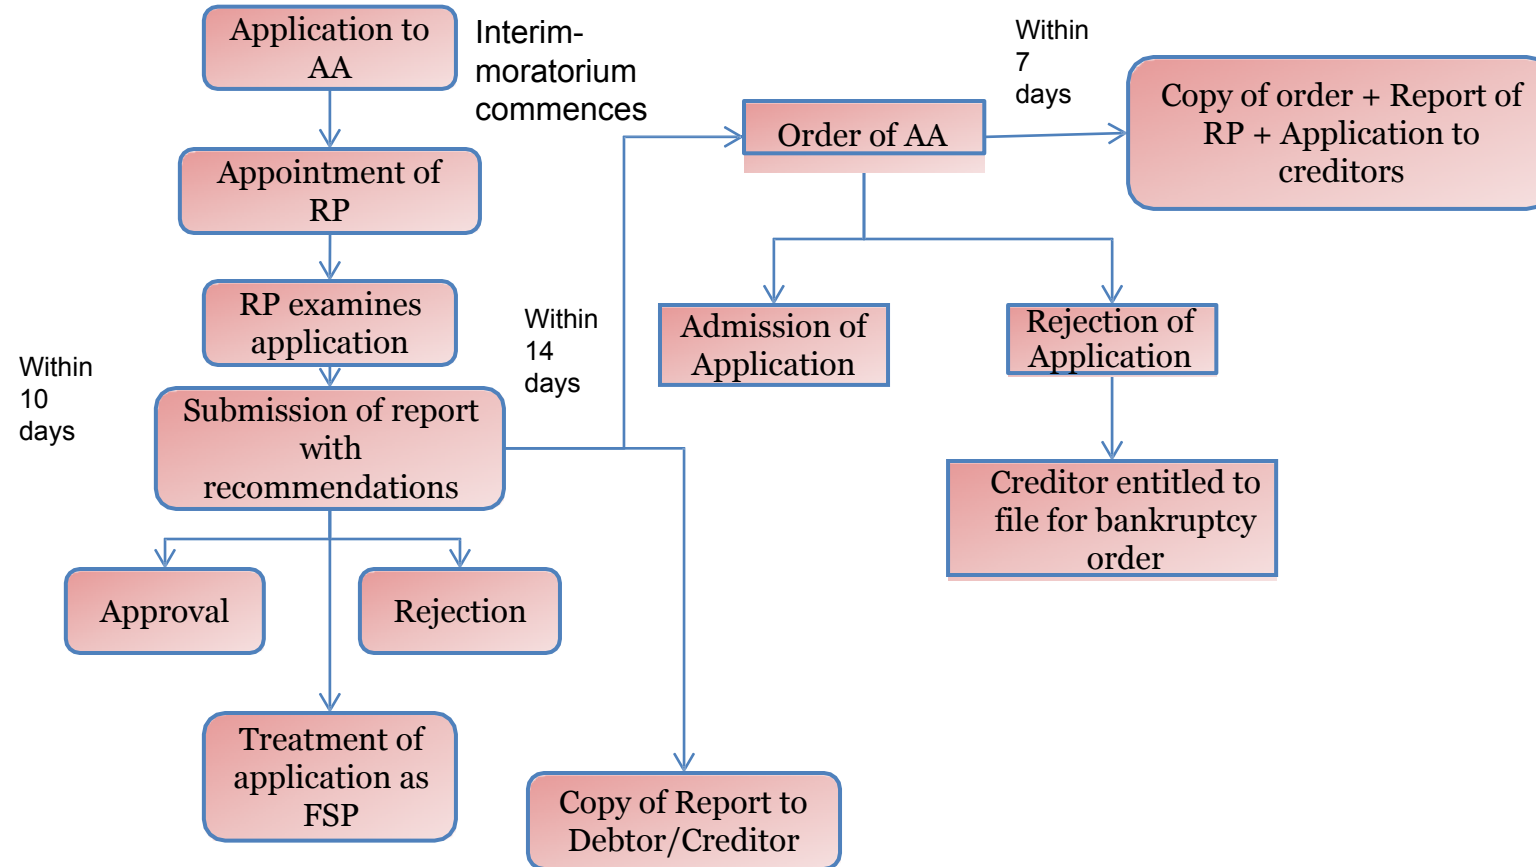 Application to
AA
Interim-
moratorium
commences
Appointment of
RP
RP examines
application
Within
10
days
Submission of report
with
recommendations
Approval
Rejection
Treatment of
application as
FSP
Within
14
days
Copy of Report to
Debtor/Creditor
Order of AA
Within
7
days
Copy of order + Report of
RP + Application to
creditors
Admission of
Application
Rejection of
Application
Creditor entitled to
file for bankruptcy
order